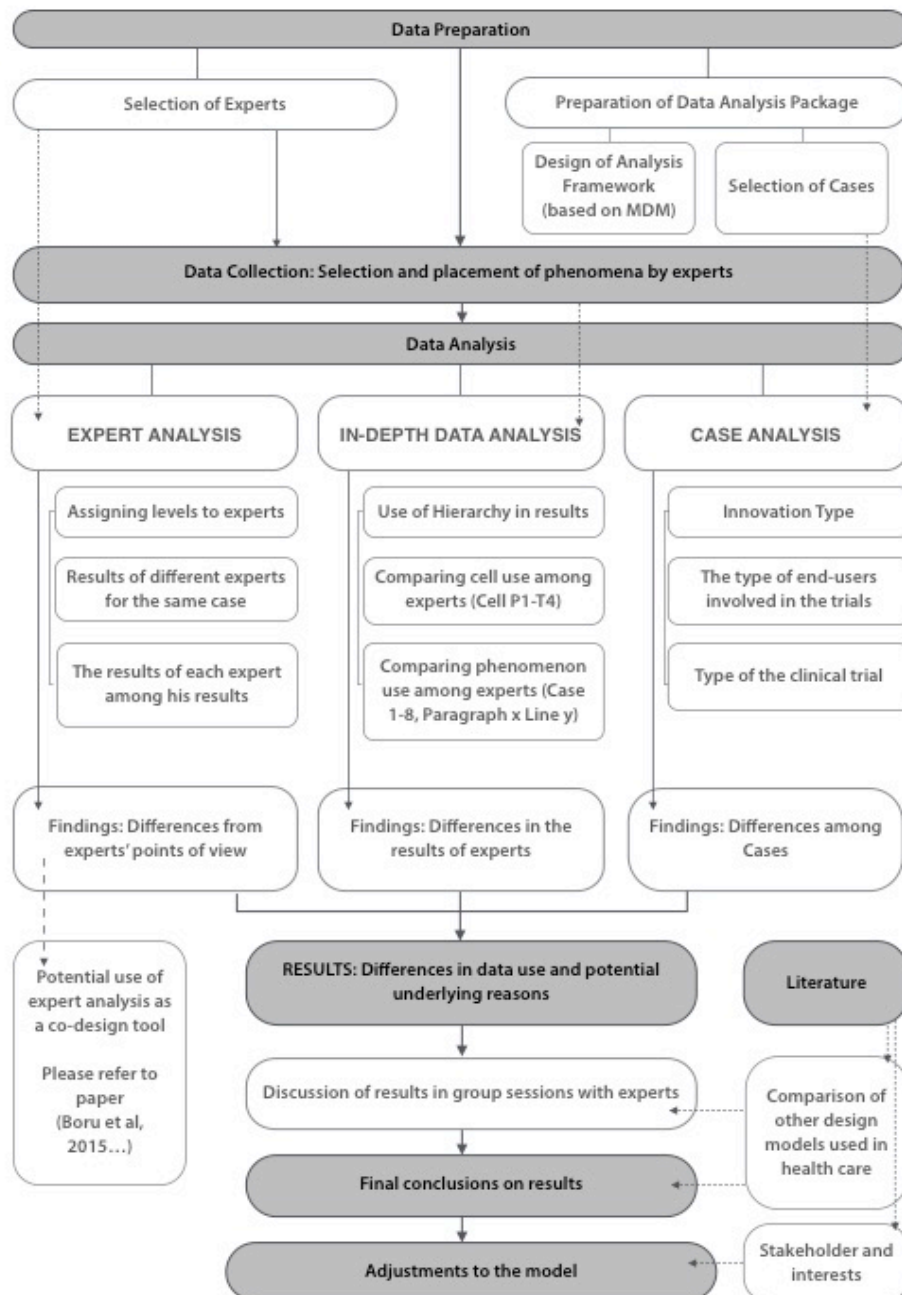 Data Preparation
Selection of Experts
Preparation of Data Analysis Package
Design of Analysis
Framework
(based on MDM)
Selection of Cases
Data Collection: Selection and placement of phenomena by experts
Data Analysis
EXPERT ANALYSIS
IN-DEPTH DATA ANALYSIS
CASE ANALYSIS
Assigning levels to experts
Use of Hierarchy in results
Innovation Type
Results of different experts
for the same case
Comparing cell use among
experts (Cell P1-T4)
The type of end-users
involved in the trials
The results of each expert
among his results
Comparing phenomenon
use among experts (Case
1-8, Paragraph x Line y)
Type of the clinical trial
Findings: Differences from
experts' points of view
Findings: Differences in the
results of experts
Findings: Differences among
Cases
Potential use of
expert analysis as
a co-design tool
Please refer to
paper
(Boru et al,
2015...)
RESULTS: Differences in data use and potential
underlying reasons
Literature
Discussion of results in group sessions with experts
Comparison of
other design
models used in
health care
Final conclusions on results
Adjustments to the model
Stakeholder and
interests